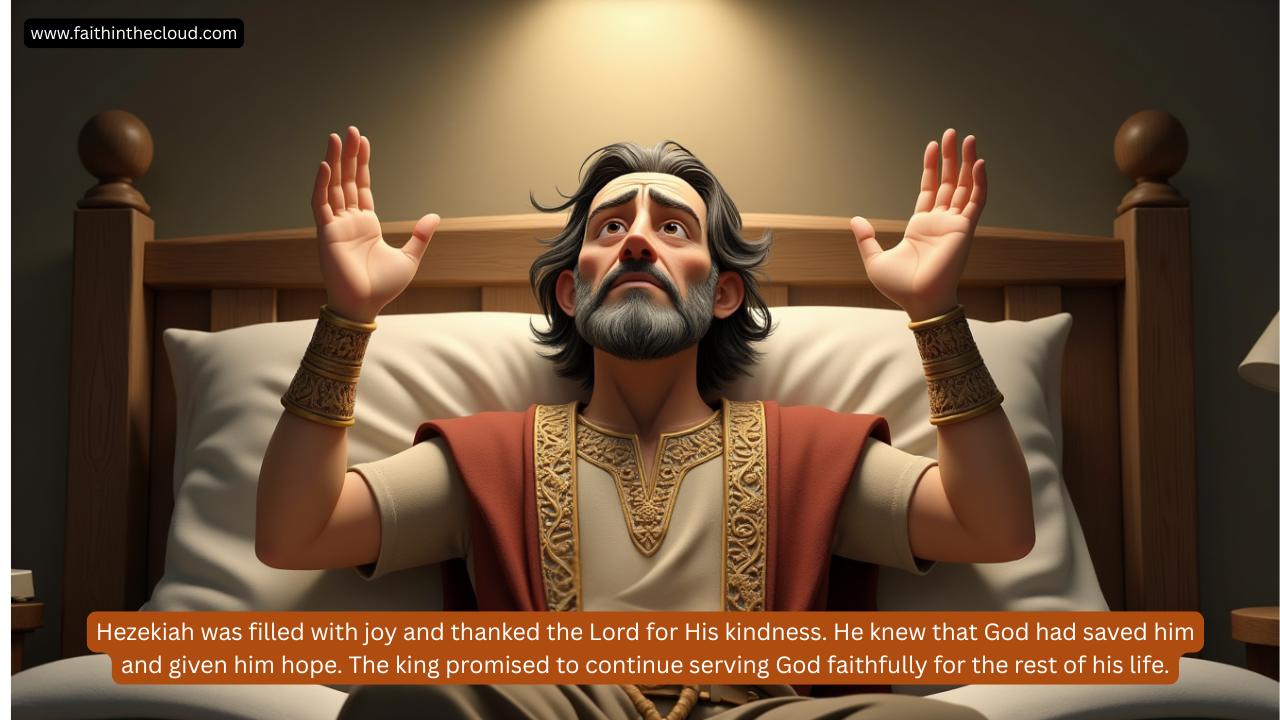 www.faithinthecloud.com
Hezekiah was filled with joy and thanked the Lord for His kindness. He knew that God had saved him
and given him hope. The king promised to continue serving God faithfully for the rest of his life.